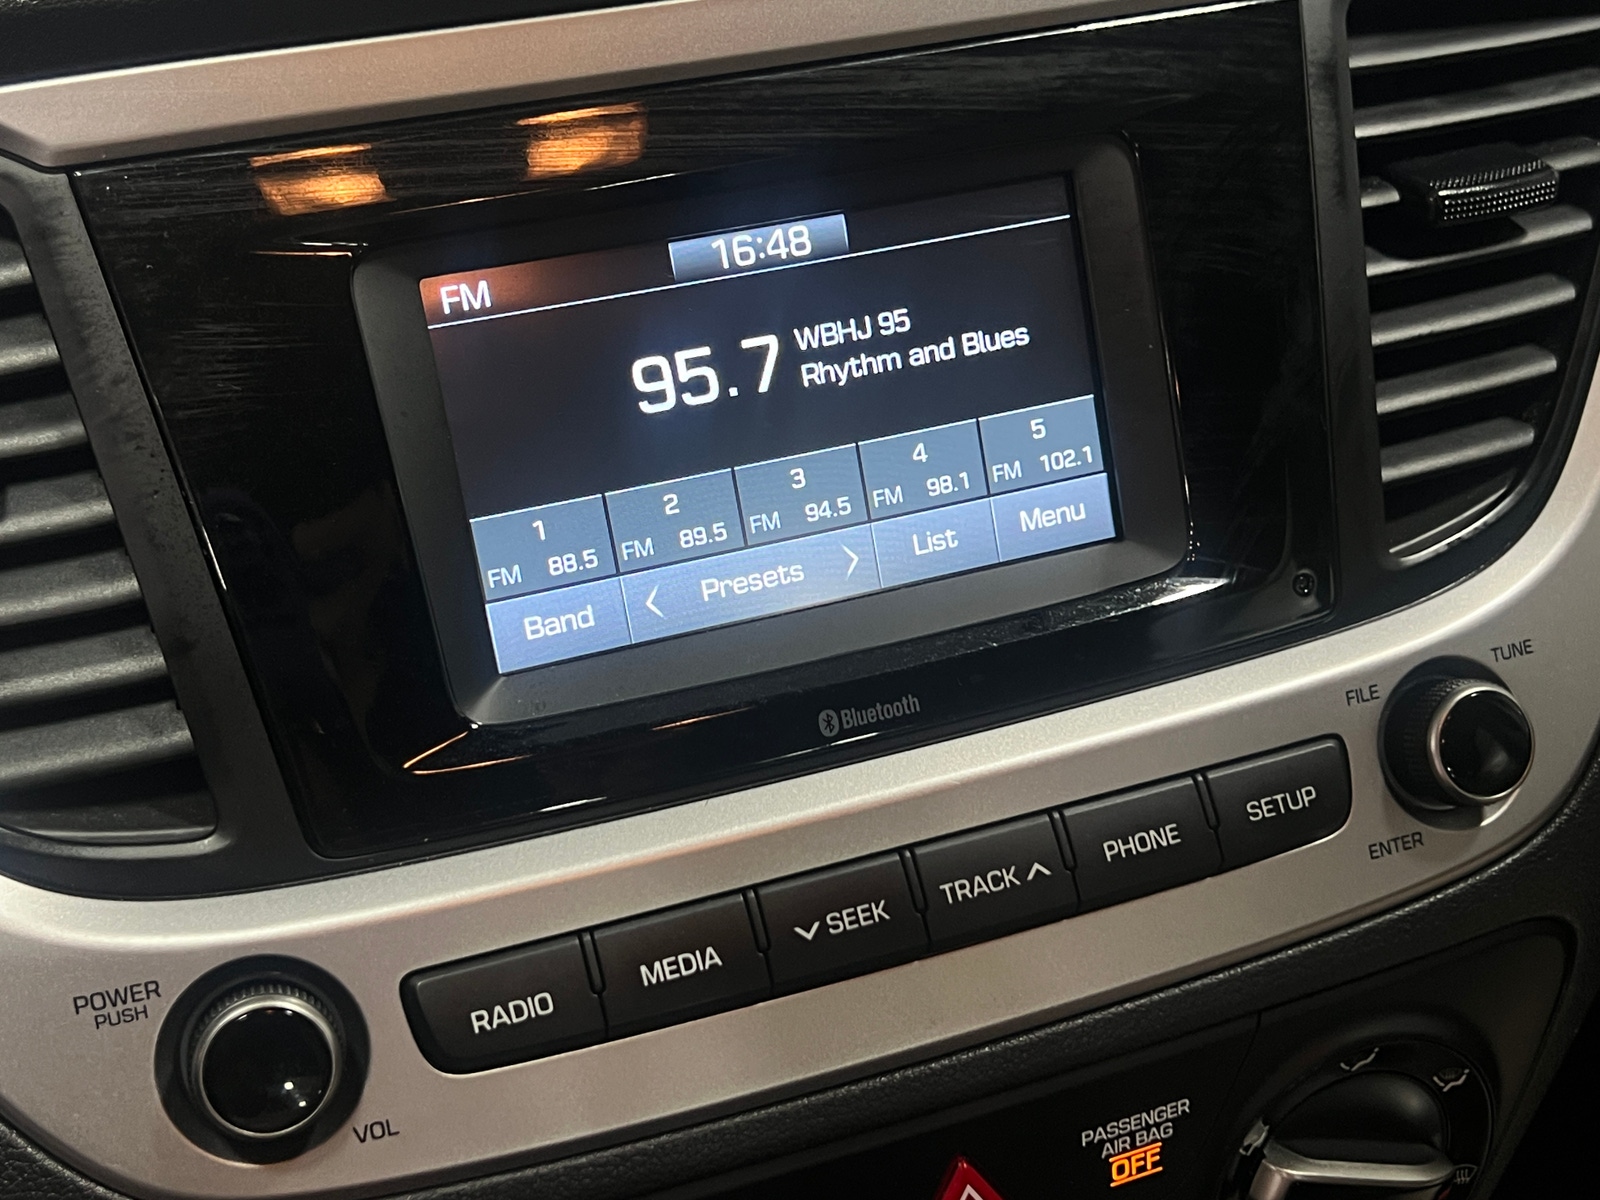 16:48
FM
95.7
WBHJ 95
Rhythm and Blues
1
FM 88.5
2
FM 89.5
3
FM 94.5
4
FM 98.1
5
FM 102.1
Band
< Presets >
List
Menu
Bluetooth
TUNE
FILE
ENTER
POWER
PUSH
VOL
RADIO
MEDIA
SEEK
TRACK
PHONE
SETUP
PASSENGER
AIR BAG
OFF